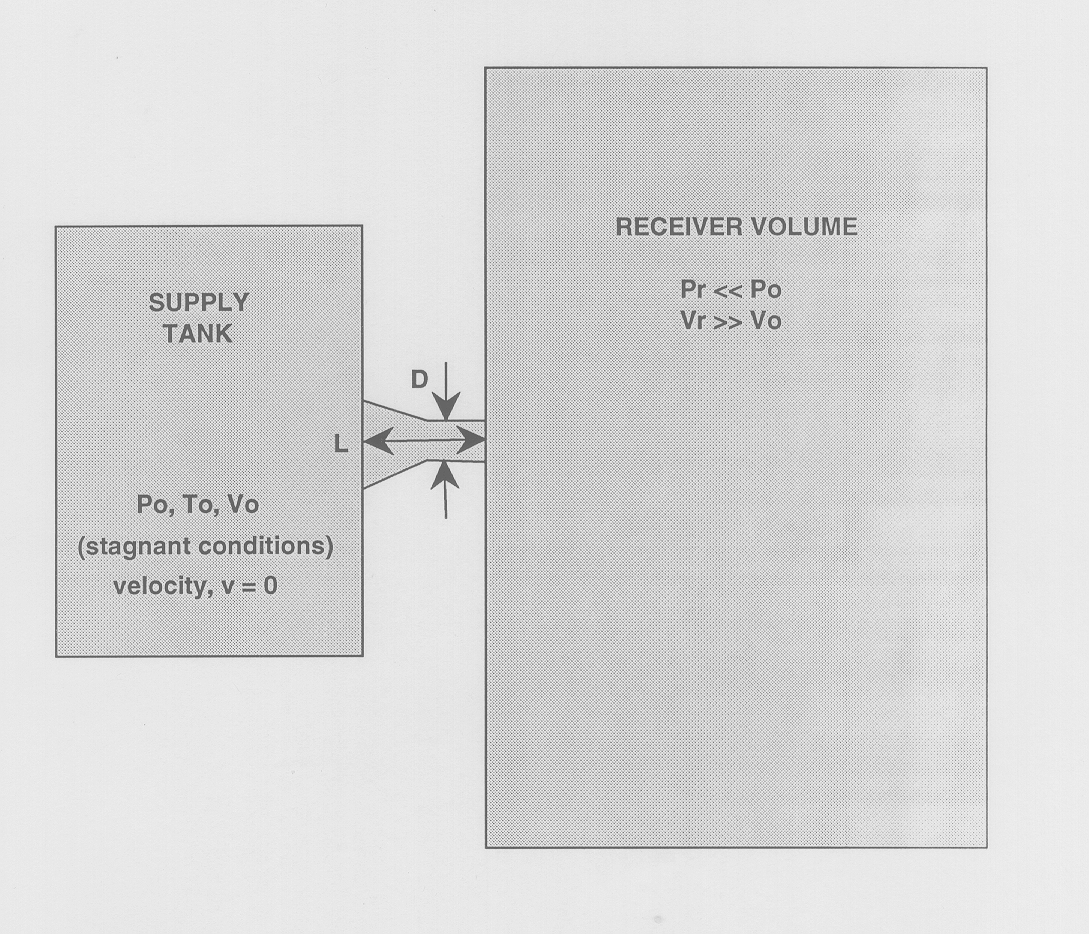 RECEIVER VOLUME
Pr << Po
Vr >> Vo
SUPPLY
TANK
D
L
Po, To, Vo
(stagnant conditions)
velocity, v = 0